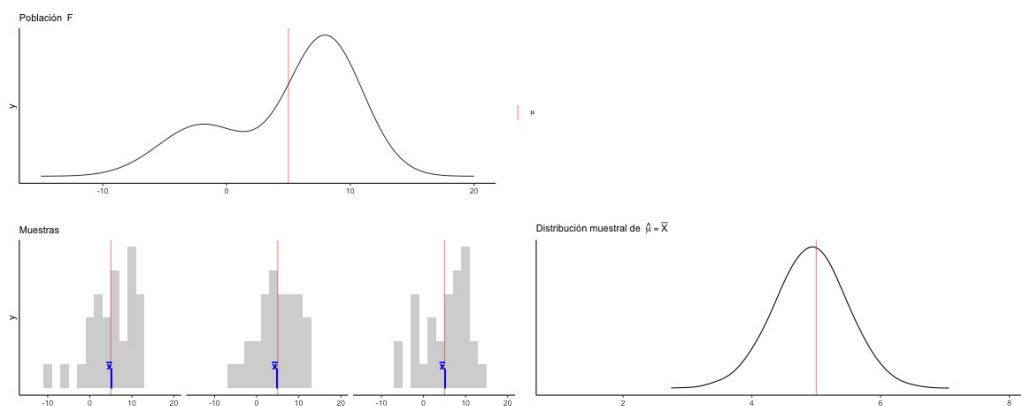 Población F
y
-10 0 10 20
μ
Muestras
y
X̄ X̄ X̄
-10 0 10 20 -10 0 10 20 -10 0 10 20
Distribución muestral de μ̂ = X̄
2 4 6 8